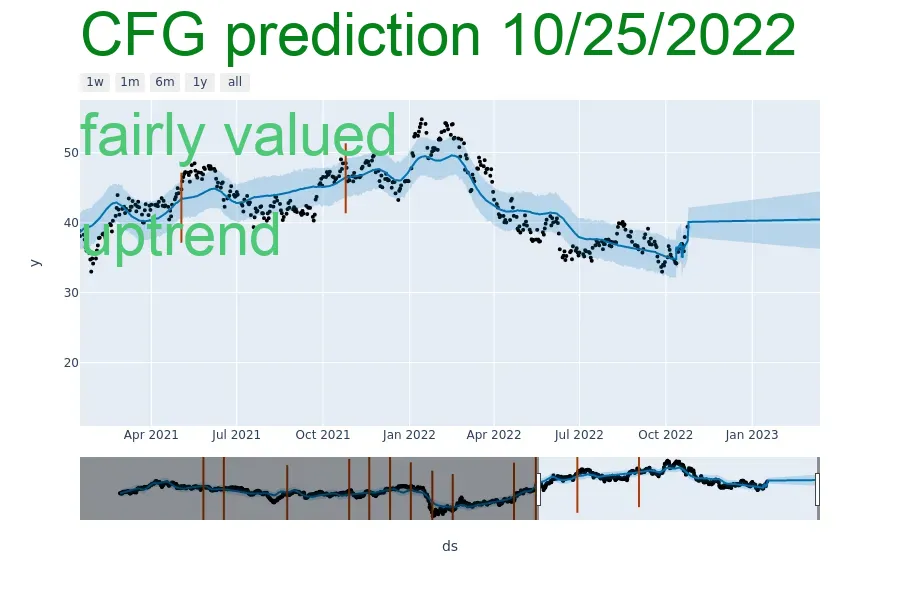 CFG prediction 10/25/2022
1w 1m 6m 1y all
fairly valued
uptrend
50
40
30
20
y
Apr 2021 Jul 2021 Oct 2021 Jan 2022 Apr 2022 Jul 2022 Oct 2022 Jan 2023
ds